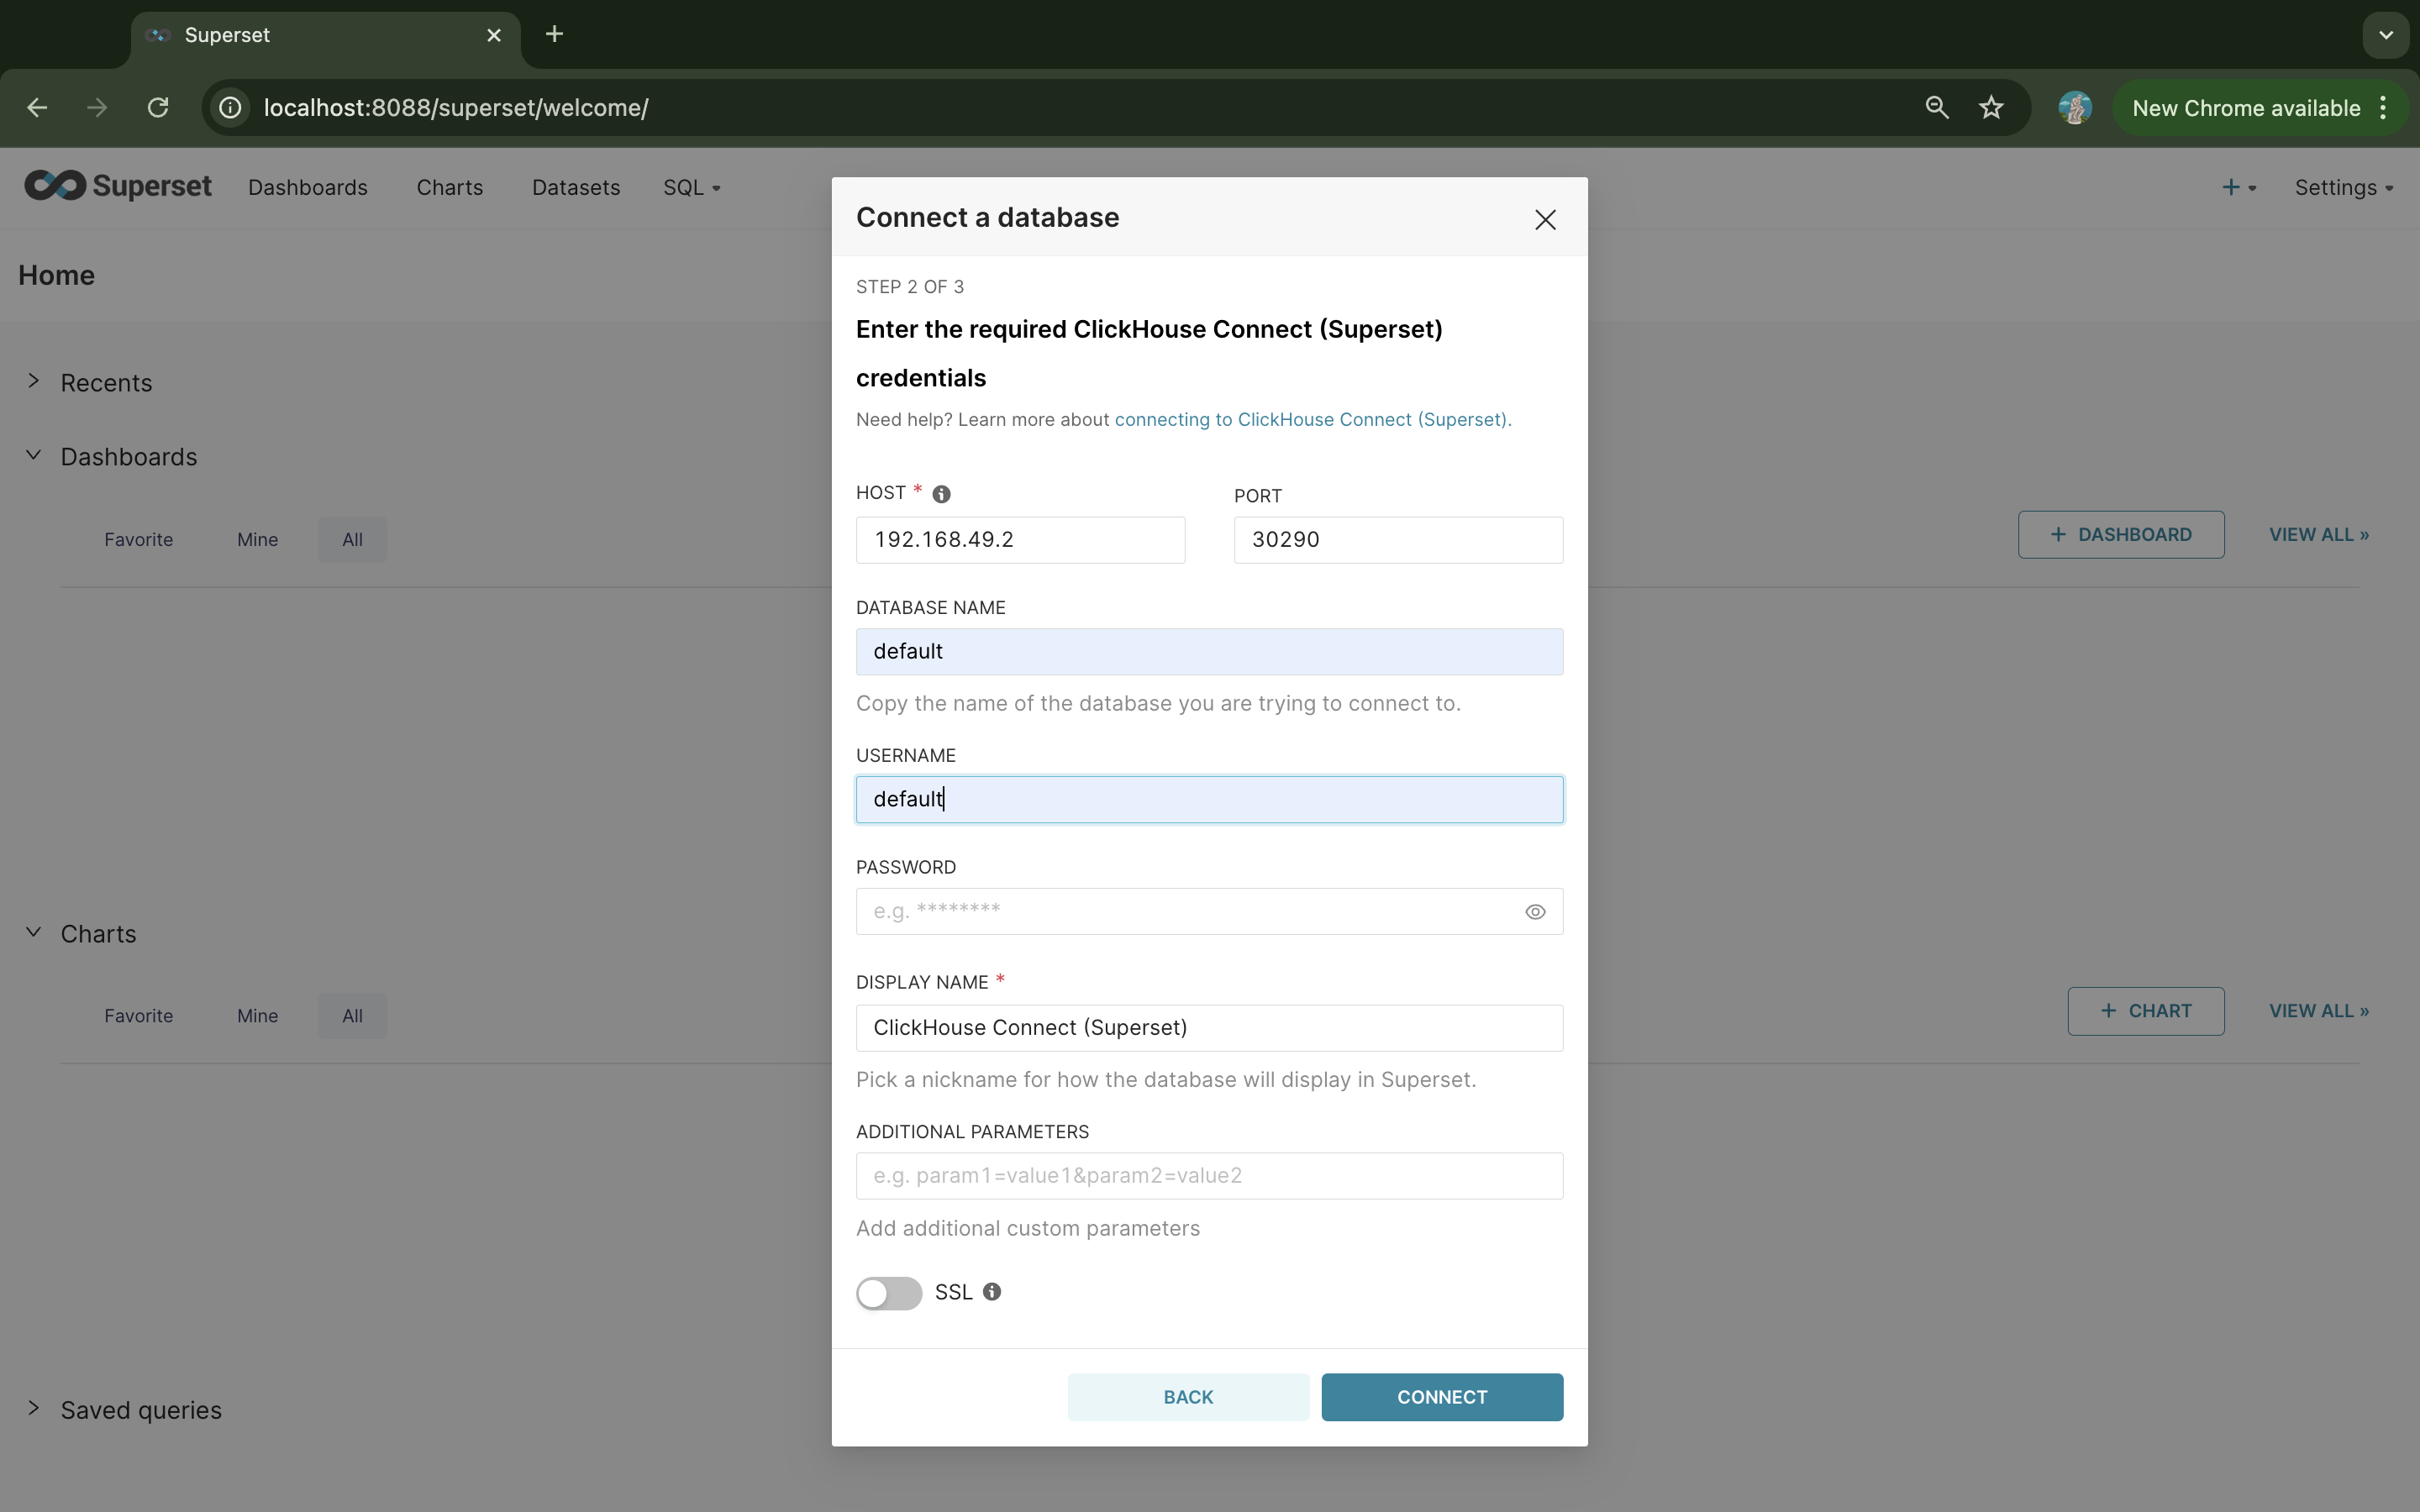 Superset
localhost:8088/superset/welcome/
New Chrome available
Superset
Dashboards
Charts
Datasets
SQL
Settings
Home
Recents
Dashboards
Favorite
Mine
All
+ DASHBOARD
VIEW ALL »
Charts
Favorite
Mine
All
+ CHART
VIEW ALL »
Saved queries
Connect a database
STEP 2 OF 3
Enter the required ClickHouse Connect (Superset)
credentials
Need help? Learn more about connecting to ClickHouse Connect (Superset).
HOST *
192.168.49.2
PORT
30290
DATABASE NAME
default
Copy the name of the database you are trying to connect to.
USERNAME
default
PASSWORD
e.g. ********
DISPLAY NAME *
ClickHouse Connect (Superset)
Pick a nickname for how the database will display in Superset.
ADDITIONAL PARAMETERS
e.g. param1=value1&param2=value2
Add additional custom parameters
SSL
BACK
CONNECT